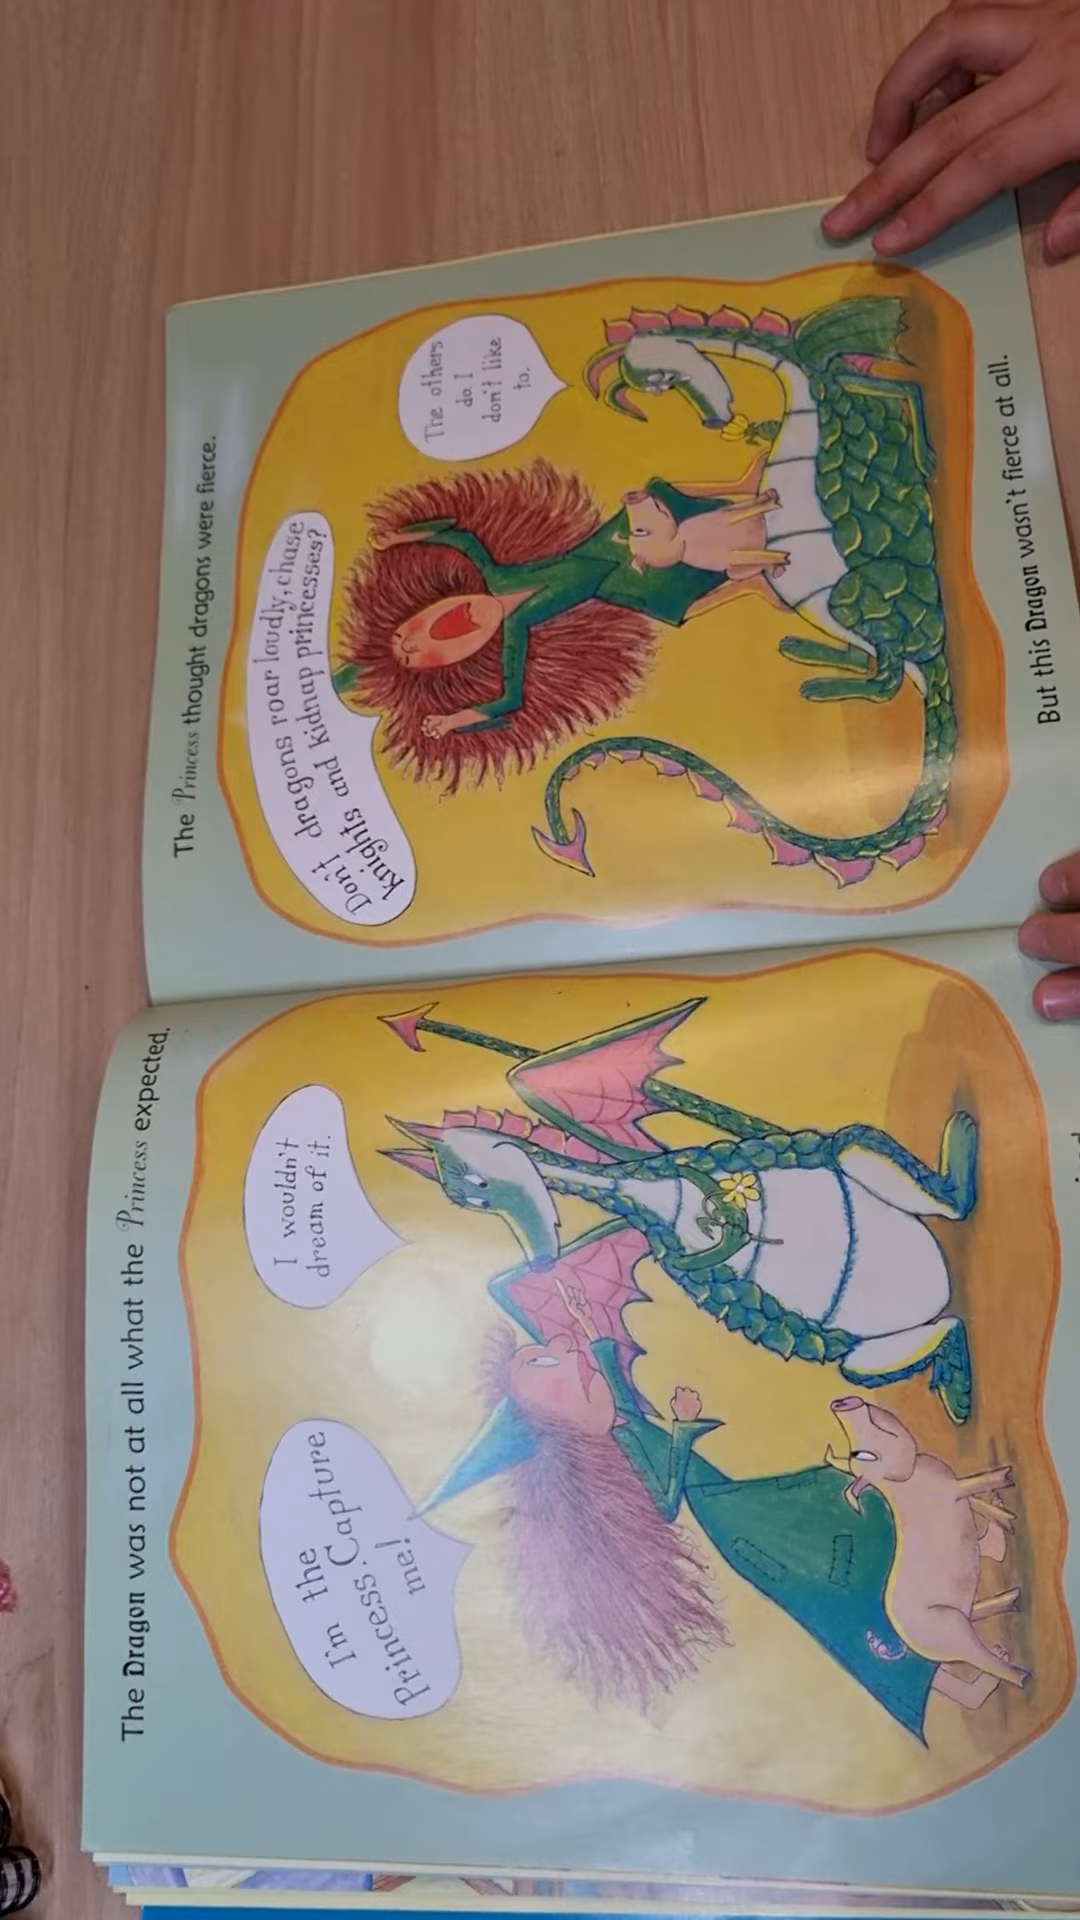 The Dragon was not at all what the Princess expected.
I'm the
Princess. Capture
me!
I wouldn't
dream of it.
The Princess thought dragons were fierce.
Don't dragons roar loudly, chase
knights and kidnap princesses?
The others
do. I
don't like
to.
But this Dragon wasn't fierce at all.